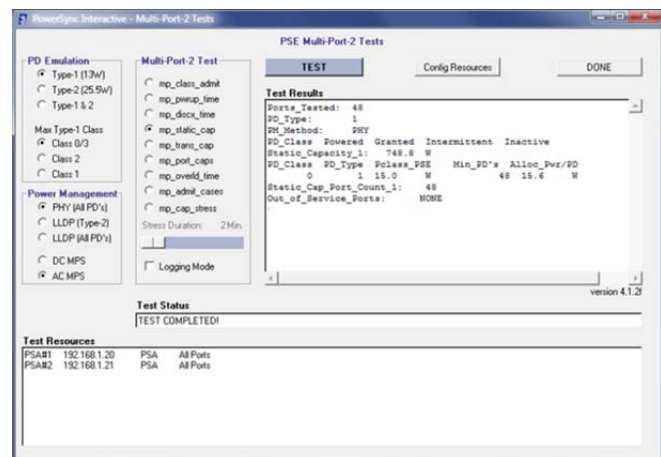 PowerSync Interactive - Multi-Port-2 Tests
PSE Multi-Port-2 Tests
PD Emulation
Type-1 (13W)
Type-2 (25.5W)
Type-1 & 2
Max Type-1 Class
Class 0/3
Class 2
Class 1
Power Management
PHY (All PD's)
LLDP (Type-2)
LLDP (All PD's)
DC MPS
AC MPS
Multi-Port-2 Test
mp_class_admit
mp_pwrup_time
mp_discx_time
mp_static_cap
mp_trans_cap
mp_port_caps
mp_overld_time
mp_admit_cases
mp_cap_stress
Stress Duration: 2 Min.
Logging Mode
TEST
Config Resources
DONE
Test Results
Ports_Tested: 48
PD_Type: 1
PM_Method: PHY
PD_Class Powered Granted Intermittent Inactive
Static_Capacity_1: 748.8 W
PD_Class PD_Type Pclass_PSE Min_PD's Alloc_Pwr/PD
0 1 15.0 W 48 15.6 W
Static_Cap_Port_Count_1: 48
Out_of_Service_Ports: NONE
version 4.1.2f
Test Status
TEST COMPLETED!
Test Resources
PSA#1 192.168.1.20 PSA All Ports
PSA#2 192.168.1.21 PSA All Ports